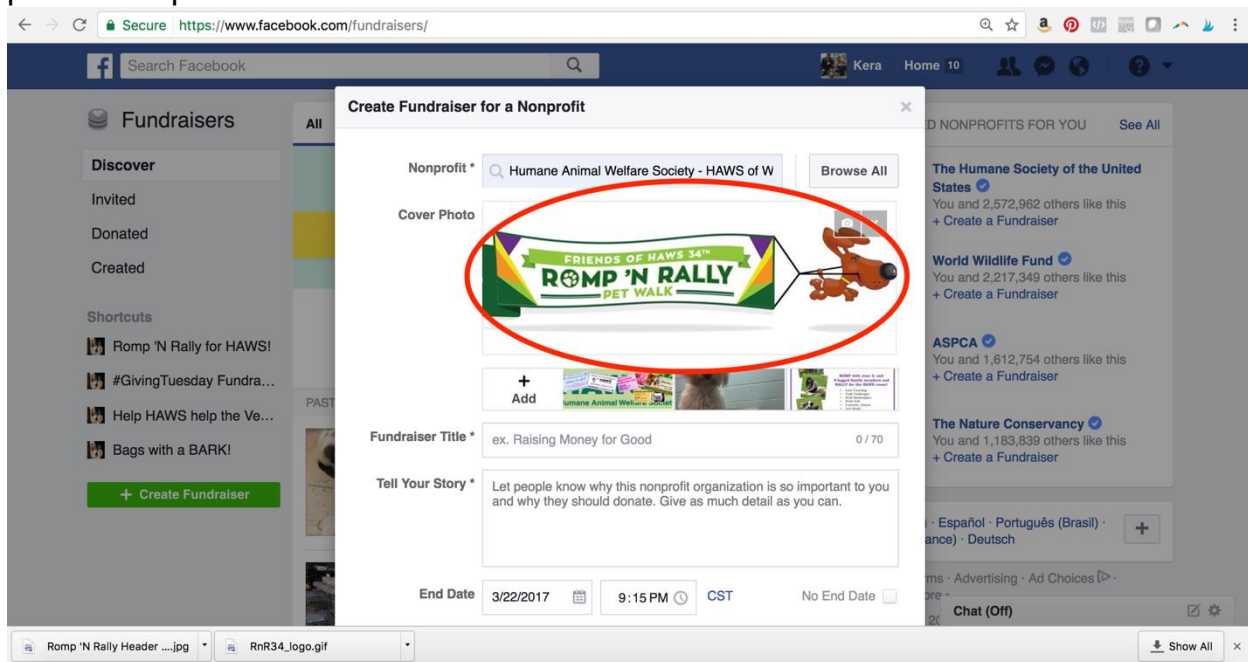 Secure https://www.facebook.com/fundraisers/
f Search Facebook Kera Home 10
Fundraisers
Discover
Invited
Donated
Created
Shortcuts
Romp 'N Rally for HAWS!
#GivingTuesday Fundra...
Help HAWS help the Ve...
Bags with a BARK!
+ Create Fundraiser
All
PAST
Create Fundraiser for a Nonprofit ×
Nonprofit * Humane Animal Welfare Society - HAWS of W Browse All
Cover Photo
FRIENDS OF HAWS 34TH
ROMP 'N RALLY
PET WALK
+
Add
Fundraiser Title * ex. Raising Money for Good 0 / 70
Tell Your Story * Let people know why this nonprofit organization is so important to you
and why they should donate. Give as much detail as you can.
End Date 3/22/2017 9:15 PM CST No End Date
D NONPROFITS FOR YOU See All
The Humane Society of the United
States
You and 2,572,962 others like this
+ Create a Fundraiser
World Wildlife Fund
You and 2,217,349 others like this
+ Create a Fundraiser
ASPCA
You and 1,612,754 others like this
+ Create a Fundraiser
The Nature Conservancy
You and 1,183,839 others like this
+ Create a Fundraiser
· Español · Português (Brasil) ·
ance) · Deutsch
+
ms · Advertising · Ad Choices ·
Chat (Off)
Romp 'N Rally Header ....jpg RnR34_logo.gif Show All ×